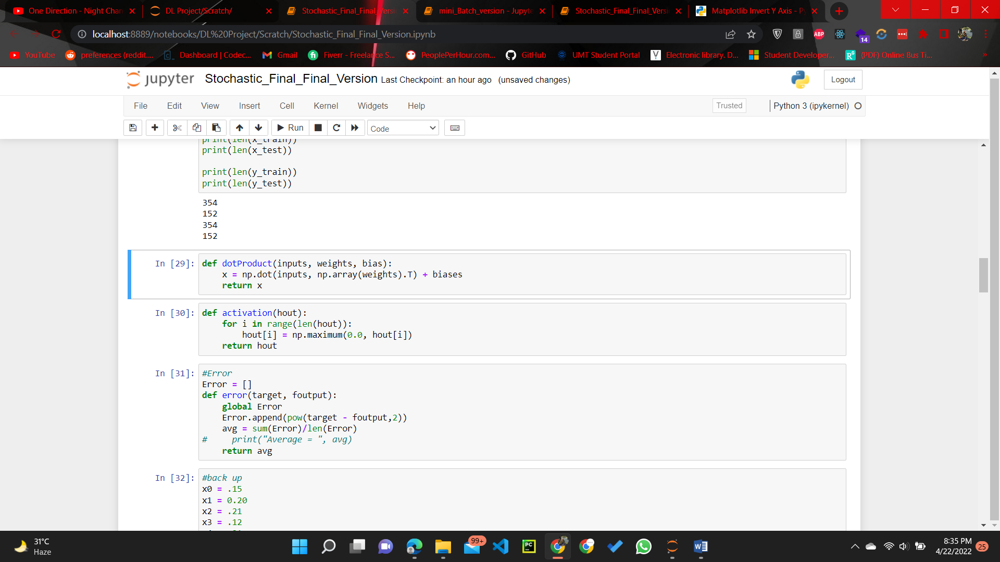 One Direction - Night Chan
DL Project/Scratch/
Stochastic_Final_Final_Versi
mini_Batch_version - Jupyte
Stochastic_Final_Final_Versi
Matplotlib Invert Y Axis - Py
localhost:8889/notebooks/DL%20Project/Scratch/Stochastic_Final_Final_Version.ipynb
ABP
14
YouTube
preferences (reddit....
Dashboard | Codec...
Gmail
Fiverr - Freelance S...
PeoplePerHour.com...
GitHub
UMT Student Portal
Electronic library. D...
Student Developer...
(PDF) Online Bus Ti...
jupyter
Stochastic_Final_Final_Version
Last Checkpoint: an hour ago (unsaved changes)
Logout
File Edit View Insert Cell Kernel Widgets Help
Trusted
Python 3 (ipykernel)
Run
Code
print(len(x_train))
print(len(x_test))
print(len(y_train))
print(len(y_test))
354
152
354
152
In [29]:
def dotProduct(inputs, weights, bias):
    x = np.dot(inputs, np.array(weights).T) + biases
    return x
In [30]:
def activation(hout):
    for i in range(len(hout)):
        hout[i] = np.maximum(0.0, hout[i])
    return hout
In [31]:
#Error
Error = []
def error(target, foutput):
    global Error
    Error.append(pow(target - foutput,2))
    avg = sum(Error)/len(Error)
#     print("Average = ", avg)
    return avg
In [32]:
#back up
x0 = .15
x1 = 0.20
x2 = .21
x3 = .12
31°C
Haze
99+
PC
8:35 PM
4/22/2022
25